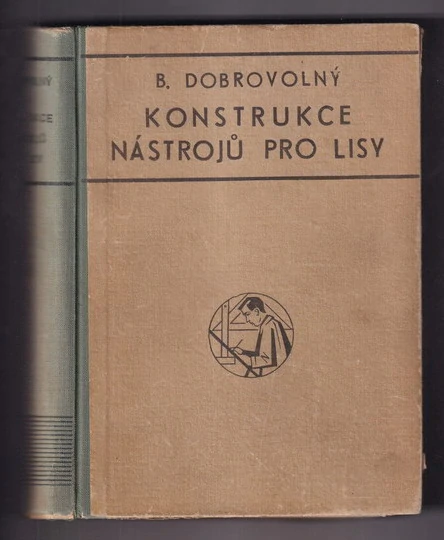 B. DOBROVOLNÝ
KONSTRUKCE
NÁSTROJŮ PRO LISY